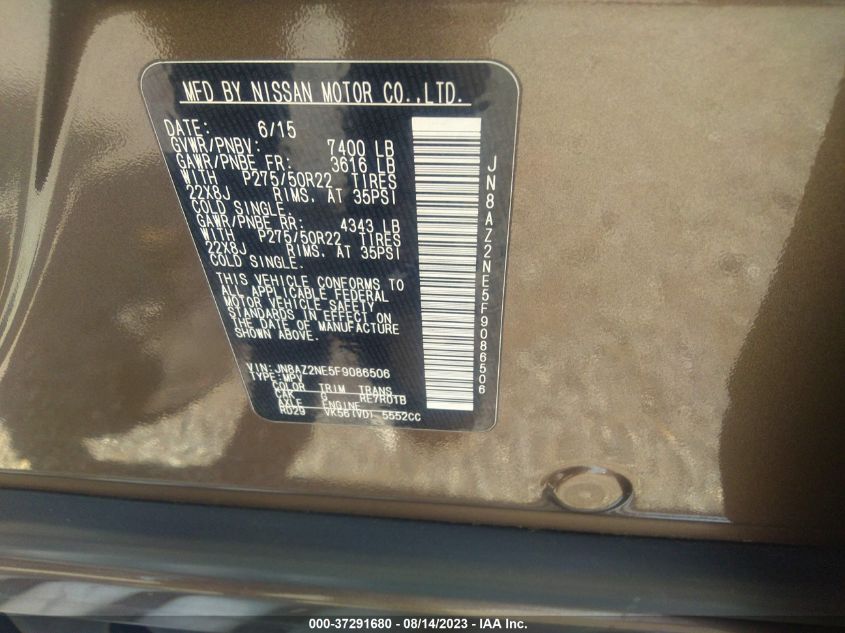 MFD BY NISSAN MOTOR CO.,LTD.
DATE: 6/15
GVWR/PNBV: 7400 LB
GAWR/PNBE FR: 3616 LB
WITH P275/50R22 TIRES
22X8J RIMS, AT 35PSI
COLD SINGLE.
GAWR/PNBE RR: 4343 LB
WITH P275/50R22 TIRES
22X8J RIMS, AT 35PSI
COLD SINGLE.
THIS VEHICLE CONFORMS TO
ALL APPLICABLE FEDERAL
MOTOR VEHICLE SAFETY
STANDARDS IN EFFECT ON
THE DATE OF MANUFACTURE
SHOWN ABOVE.
VIN: JN8AZ2NE5F9086506
TYPE: MPV
COLOR TRIM TRANS
CAK G RE7R01B
AXLE ENGINE
RD29 VK56(VD) 5552CC
JN8AZ2NE5F9086506
000-37291680 - 08/14/2023 - IAA Inc.